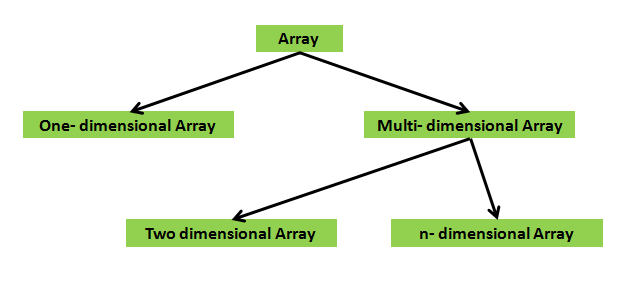 Array
One- dimensional Array
Multi- dimensional Array
Two dimensional Array
n- dimensional Array